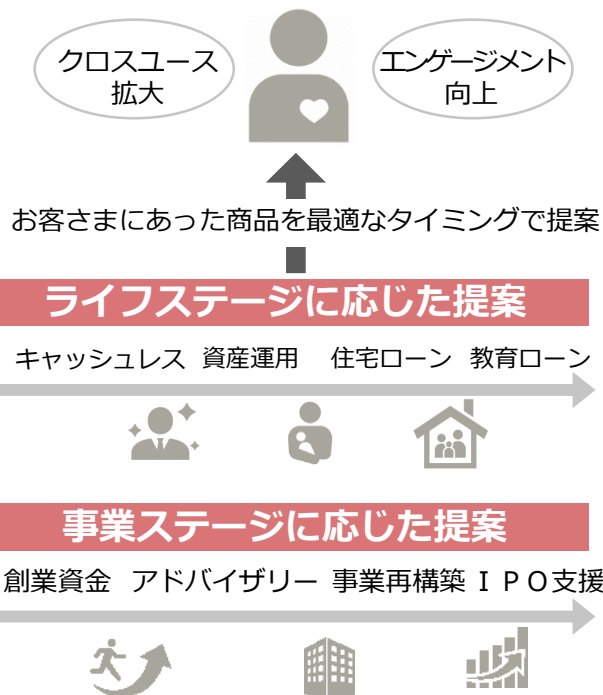 クロスユース
拡大
エンゲージメント
向上
お客さまにあった商品を最適なタイミングで提案
ライフステージに応じた提案
キャッシュレス 資産運用 住宅ローン 教育ローン
事業ステージに応じた提案
創業資金 アドバイザリー 事業再構築 ＩＰＯ支援